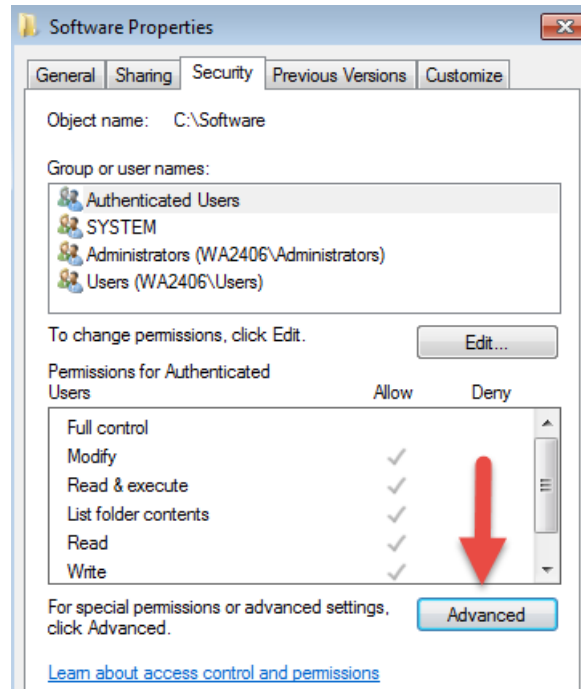 Software Properties
General Sharing Security Previous Versions Customize
Object name: C:\Software
Group or user names:
Authenticated Users
SYSTEM
Administrators (WA2406\Administrators)
Users (WA2406\Users)
To change permissions, click Edit.
Edit...
Permissions for Authenticated
Users Allow Deny
Full control
Modify
Read & execute
List folder contents
Read
Write
For special permissions or advanced settings,
click Advanced.
Advanced
Learn about access control and permissions